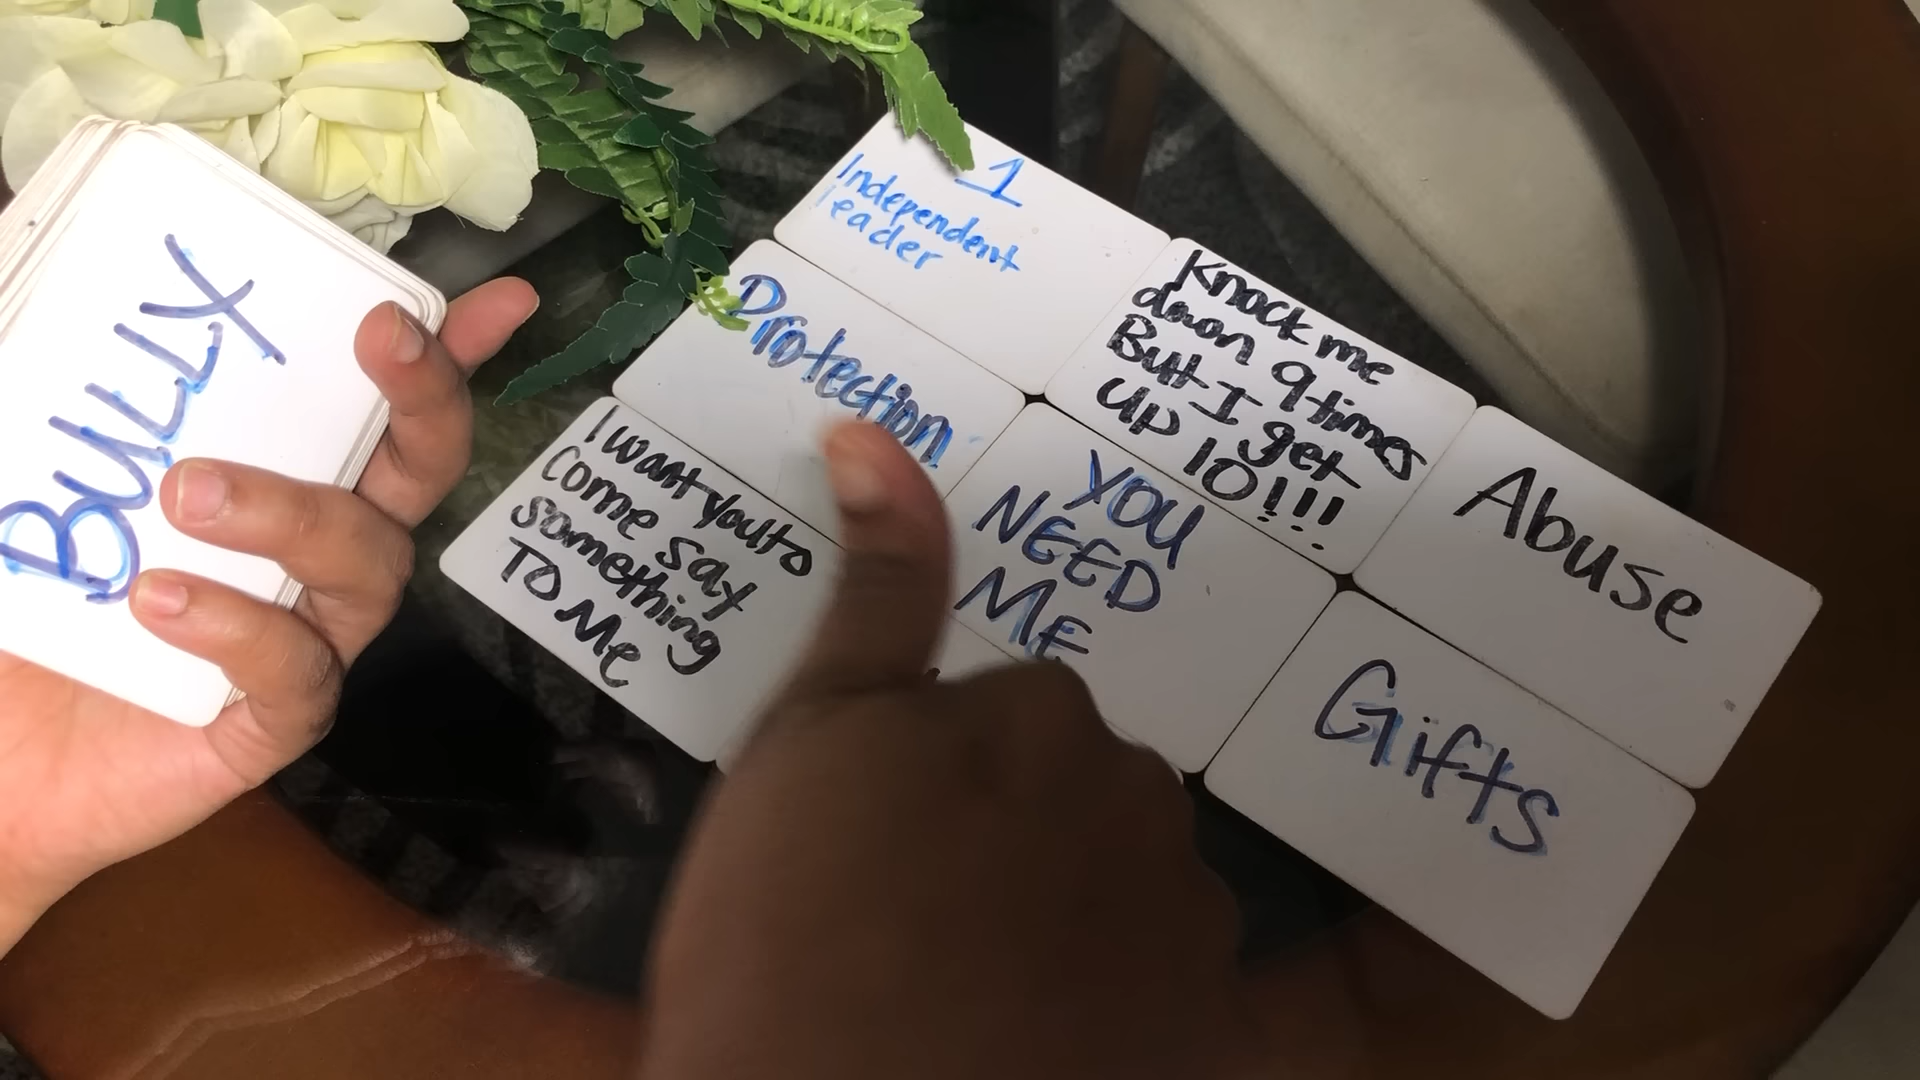 BULLY
1
Independent
leader
Protection
Knock me
down 9 times
But I get
up 10!!!
I want you to
come say
something
To Me
YOU
NEED
ME
Abuse
Gifts